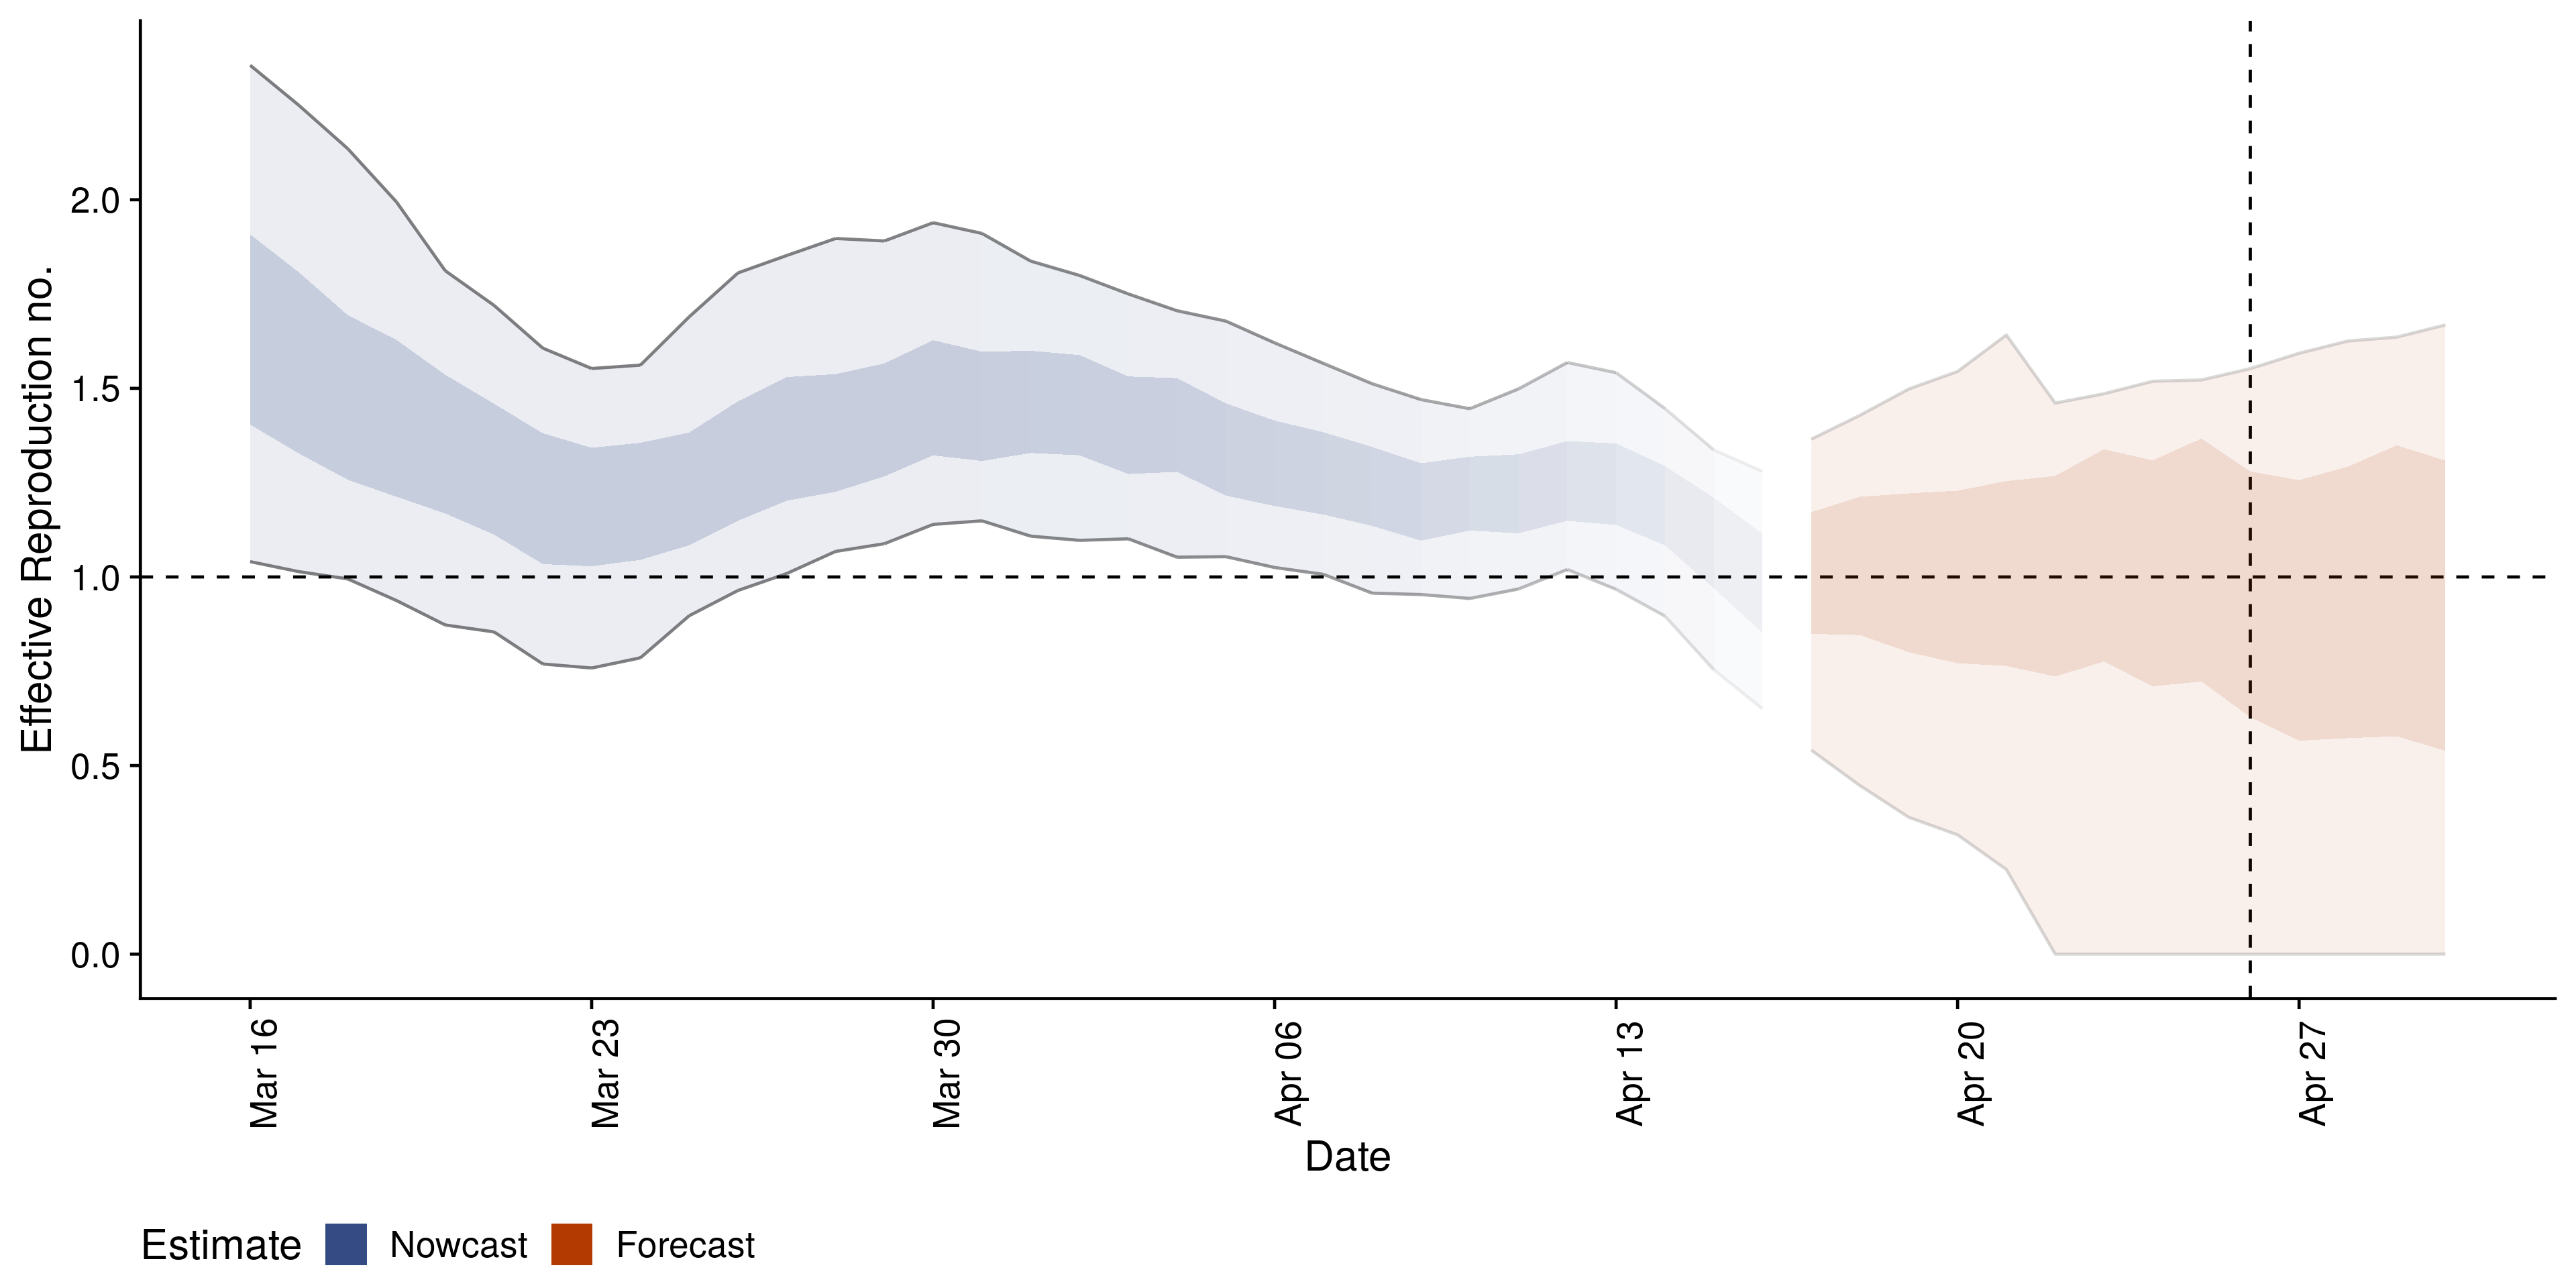 Effective Reproduction no.
2.0
1.5
1.0
0.5
0.0
Mar 16
Mar 23
Mar 30
Apr 06
Apr 13
Apr 20
Apr 27
Date
Estimate Nowcast Forecast